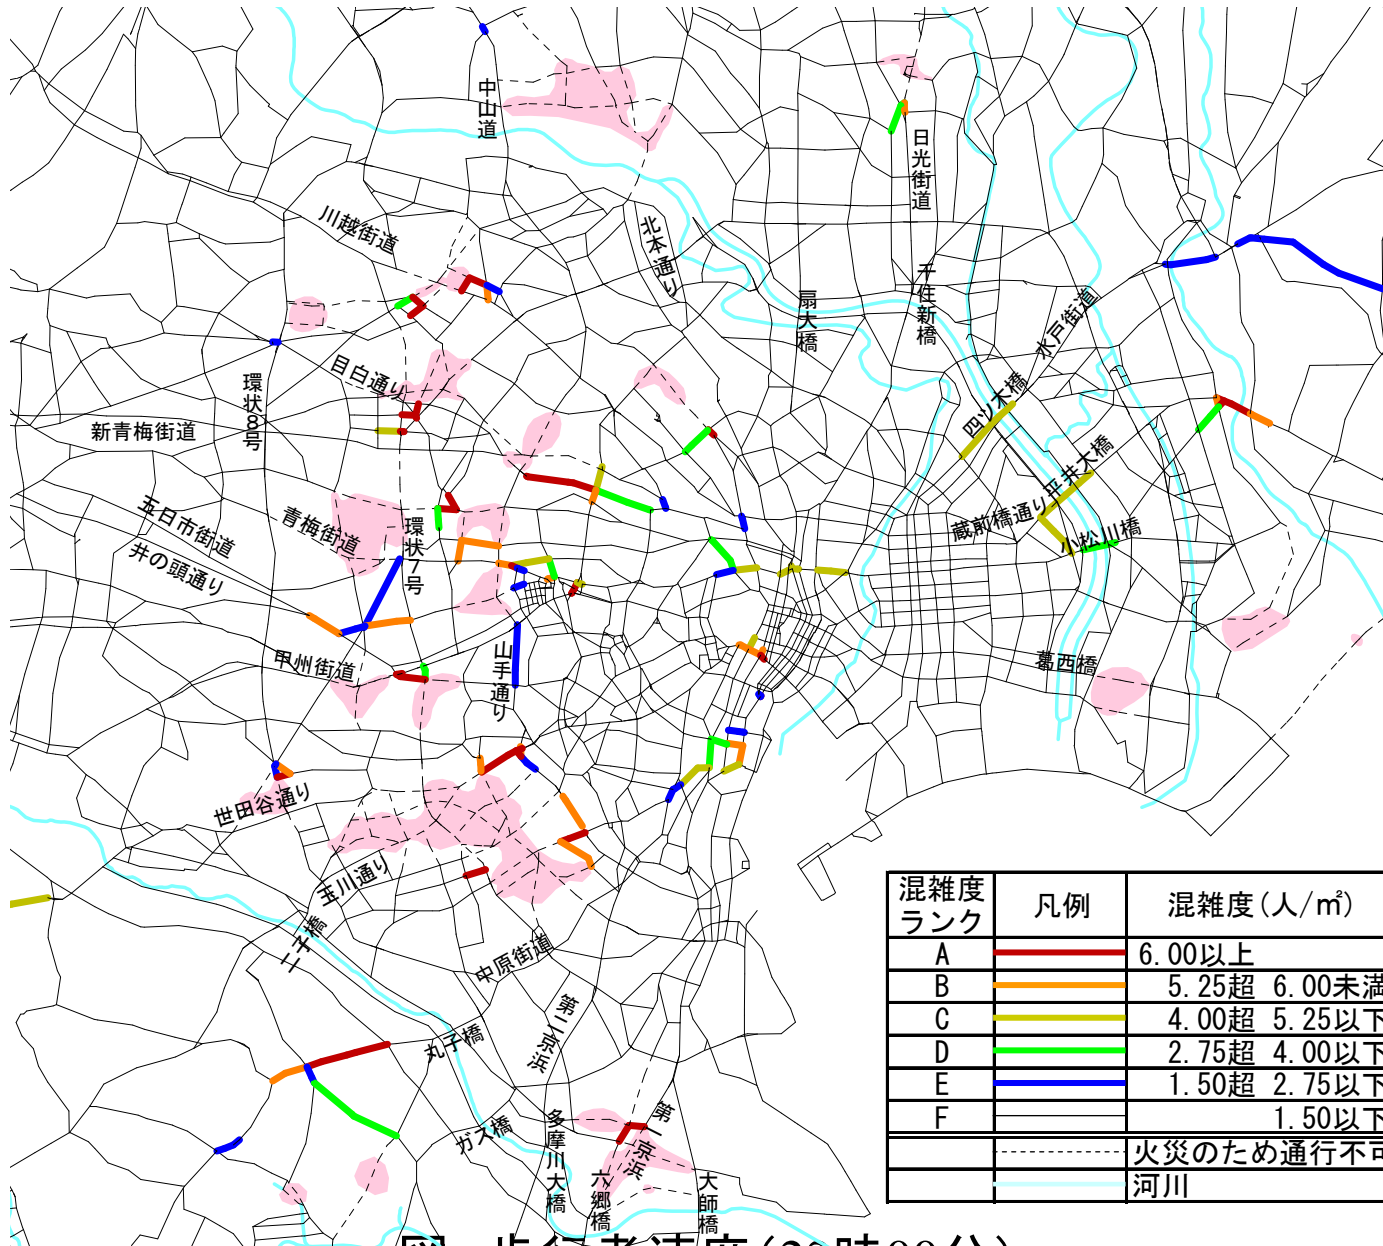 中山道
日光街道
川越街道
北本通り
扇大橋
千住新橋
水戸街道
目白通り
環状8号
四ツ木橋
新青梅街道
平井大橋
五日市街道
青梅街道
環状7号
蔵前橋通り
小松川橋
井の頭通り
甲州街道
山手通り
葛西橋
世田谷通り
玉川通り
二子橋
中原街道
第二京浜
丸子橋
ガス橋
多摩川大橋
六郷橋
第一京浜
大師橋
混雑度ランク 凡例 混雑度(人/㎡)
A 6.00以上
B 5.25超 6.00未満
C 4.00超 5.25以下
D 2.75超 4.00以下
E 1.50超 2.75以下
F 1.50以下
火災のため通行不可
河川